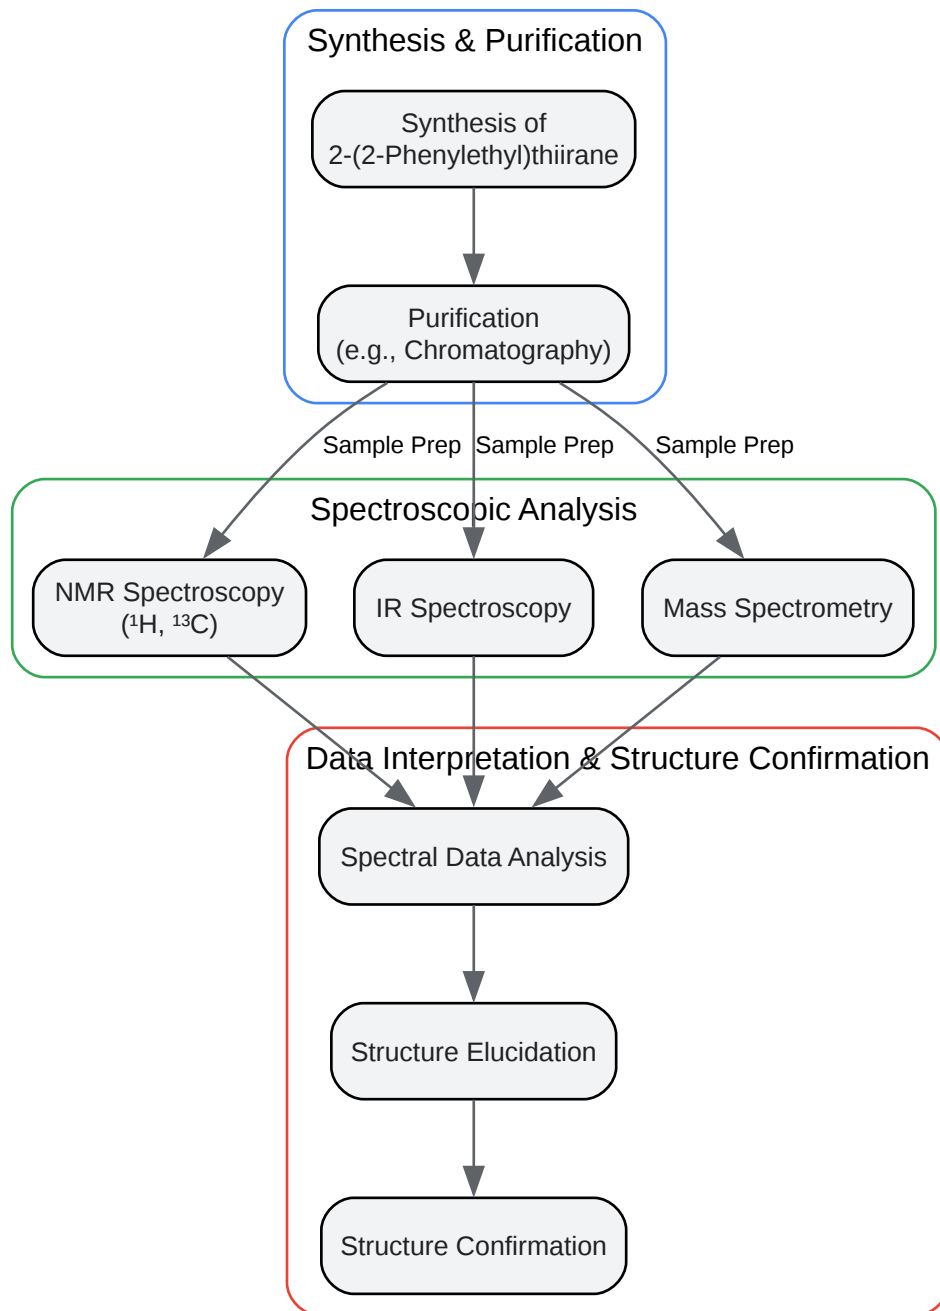 Synthesis & Purification
Synthesis of
2-(2-Phenylethyl)thiirane
Purification
(e.g., Chromatography)
Sample Prep
Sample Prep
Sample Prep
Spectroscopic Analysis
NMR Spectroscopy
(¹H, ¹³C)
IR Spectroscopy
Mass Spectrometry
Data Interpretation & Structure Confirmation
Spectral Data Analysis
Structure Elucidation
Structure Confirmation